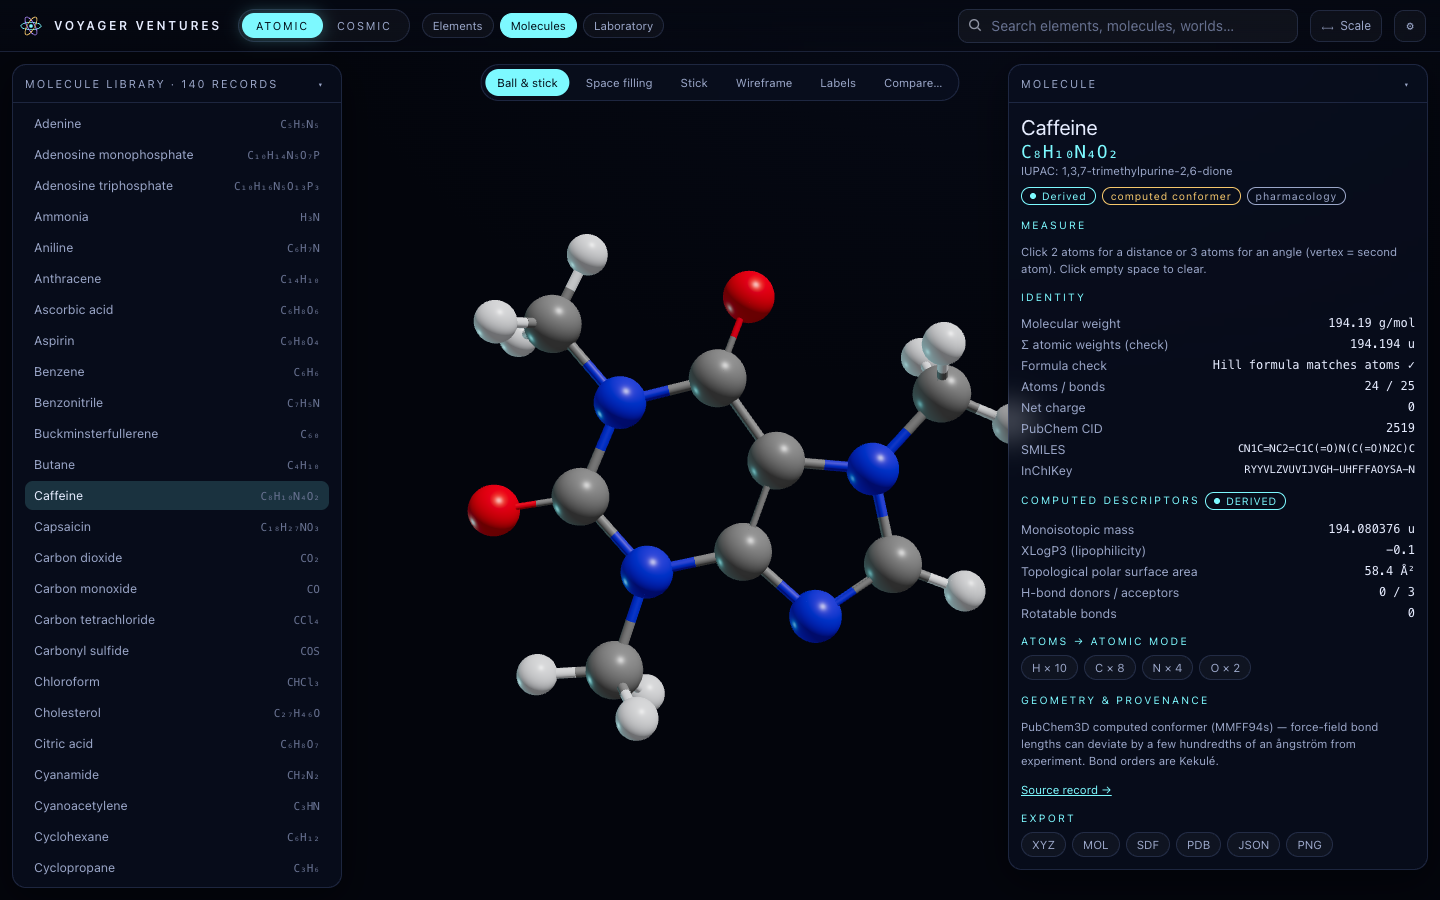 VOYAGER VENTURES
ATOMIC
COSMIC
Elements
Molecules
Laboratory
Search elements, molecules, worlds...
Scale
MOLECULE LIBRARY · 140 RECORDS
Adenine C₅H₅N₅
Adenosine monophosphate C₁₀H₁₄N₅O₇P
Adenosine triphosphate C₁₀H₁₆N₅O₁₃P₃
Ammonia H₃N
Aniline C₆H₇N
Anthracene C₁₄H₁₀
Ascorbic acid C₆H₈O₆
Aspirin C₉H₈O₄
Benzene C₆H₆
Benzonitrile C₇H₅N
Buckminsterfullerene C₆₀
Butane C₄H₁₀
Caffeine C₈H₁₀N₄O₂
Capsaicin C₁₈H₂₇NO₃
Carbon dioxide CO₂
Carbon monoxide CO
Carbon tetrachloride CCl₄
Carbonyl sulfide COS
Chloroform CHCl₃
Cholesterol C₂₇H₄₆O
Citric acid C₆H₈O₇
Cyanamide CH₂N₂
Cyanoacetylene C₃HN
Cyclohexane C₆H₁₂
Cyclopropane C₃H₆
Ball & stick
Space filling
Stick
Wireframe
Labels
Compare…
MOLECULE
Caffeine
C₈H₁₀N₄O₂
IUPAC: 1,3,7-trimethylpurine-2,6-dione
Derived
computed conformer
pharmacology
MEASURE
Click 2 atoms for a distance or 3 atoms for an angle (vertex = second
atom). Click empty space to clear.
IDENTITY
Molecular weight 194.19 g/mol
Σ atomic weights (check) 194.194 u
Formula check Hill formula matches atoms ✓
Atoms / bonds 24 / 25
Net charge 0
PubChem CID 2519
SMILES CN1C=NC2=C1C(=O)N(C(=O)N2C)C
InChIKey RYYVLZVUVIJVGH-UHFFFAOYSA-N
COMPUTED DESCRIPTORS DERIVED
Monoisotopic mass 194.080376 u
XLogP3 (lipophilicity) −0.1
Topological polar surface area 58.4 Å²
H-bond donors / acceptors 0 / 3
Rotatable bonds 0
ATOMS → ATOMIC MODE
H × 10
C × 8
N × 4
O × 2
GEOMETRY & PROVENANCE
PubChem3D computed conformer (MMFF94s) — force-field bond
lengths can deviate by a few hundredths of an ångström from
experiment. Bond orders are Kekulé.
Source record →
EXPORT
XYZ
MOL
SDF
PDB
JSON
PNG